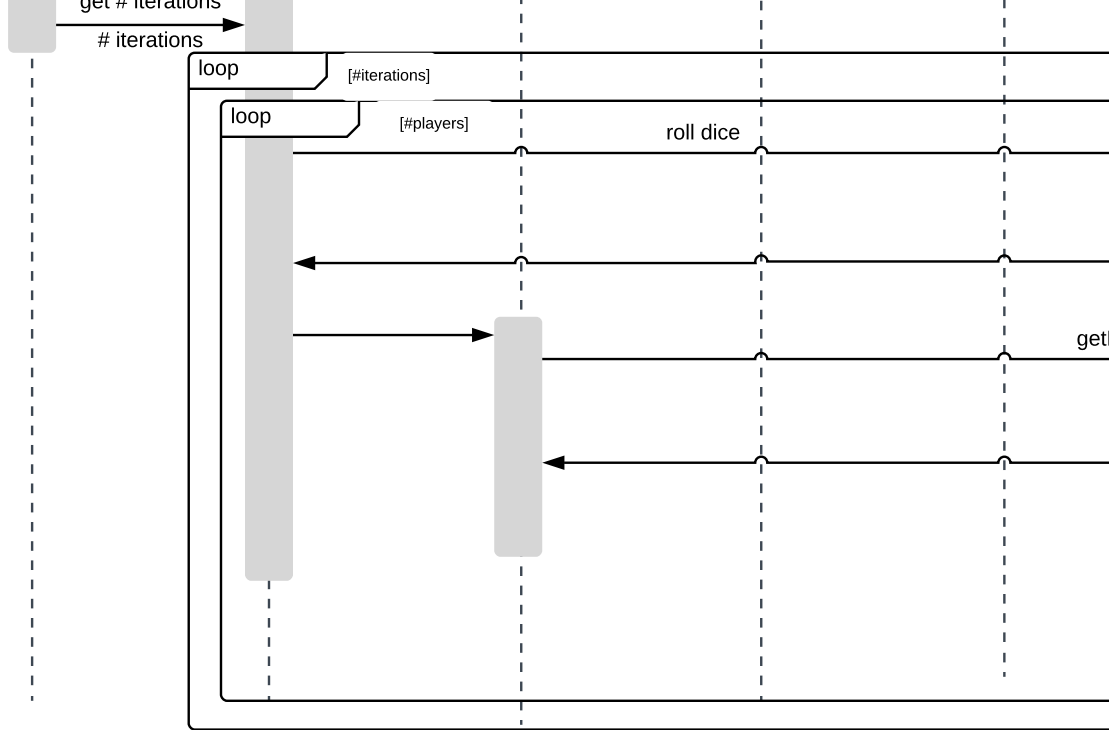 get # iterations
# iterations
loop
[#iterations]
loop
[#players]
roll dice